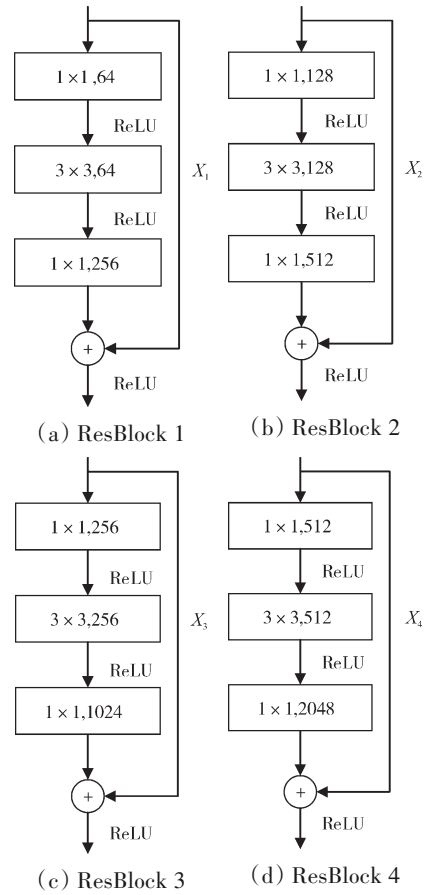 1×1,64
ReLU
3×3,64
X1
ReLU
1×1,256
+
ReLU
(a) ResBlock 1
1×1,128
ReLU
3×3,128
X2
ReLU
1×1,512
+
ReLU
(b) ResBlock 2
1×1,256
ReLU
3×3,256
X3
ReLU
1×1,1024
+
ReLU
(c) ResBlock 3
1×1,512
ReLU
3×3,512
X4
ReLU
1×1,2048
+
ReLU
(d) ResBlock 4